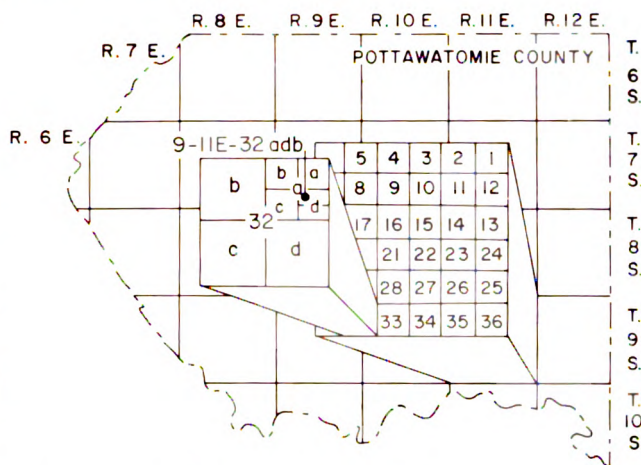 R. 8 E. R. 9 E. R. 10 E. R. 11 E. R. 12 E.
R. 7 E.
POTTAWATOMIE COUNTY
T. 6 S.
R. 6 E.
9-11E-32 adb
T. 7 S.
5 4 3 2 1
b a
b a
8 9 10 11 12
c d
32
17 16 15 14 13
T. 8 S.
c d
21 22 23 24
28 27 26 25
33 34 35 36
T. 9 S.
T. 10 S